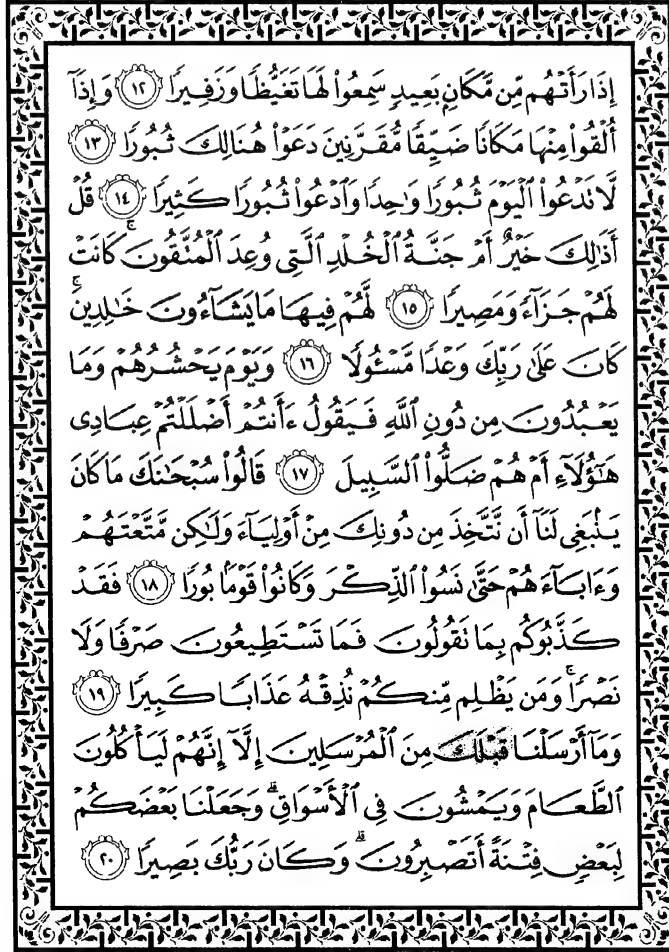 إِذَا رَأَتْهُم مِّن مَّكَانٍ بَعِيدٍ سَمِعُوا۟ لَهَا تَغَيُّظًا وَزَفِيرًا ١٢ وَإِذَآ
أُلْقُوا۟ مِنْهَا مَكَانًا ضَيِّقًا مُّقَرَّنِينَ دَعَوْا۟ هُنَالِكَ ثُبُورًا ١٣
لَّا تَدْعُوا۟ ٱلْيَوْمَ ثُبُورًا وَٰحِدًا وَٱدْعُوا۟ ثُبُورًا كَثِيرًا ١٤ قُلْ
أَذَٰلِكَ خَيْرٌ أَمْ جَنَّةُ ٱلْخُلْدِ ٱلَّتِى وُعِدَ ٱلْمُتَّقُونَ ۚ كَانَتْ
لَهُمْ جَزَآءً وَمَصِيرًا ١٥ لَّهُمْ فِيهَا مَا يَشَآءُونَ خَٰلِدِينَ ۚ
كَانَ عَلَىٰ رَبِّكَ وَعْدًا مَّسْـُٔولًا ١٦ وَيَوْمَ يَحْشُرُهُمْ وَمَا
يَعْبُدُونَ مِن دُونِ ٱللَّهِ فَيَقُولُ ءَأَنتُمْ أَضْلَلْتُمْ عِبَادِى
هَٰٓؤُلَآءِ أَمْ هُمْ ضَلُّوا۟ ٱلسَّبِيلَ ١٧ قَالُوا۟ سُبْحَٰنَكَ مَا كَانَ
يَنۢبَغِى لَنَآ أَن نَّتَّخِذَ مِن دُونِكَ مِنْ أَوْلِيَآءَ وَلَٰكِن مَّتَّعْتَهُمْ
وَءَابَآءَهُمْ حَتَّىٰ نَسُوا۟ ٱلذِّكْرَ وَكَانُوا۟ قَوْمًۢا بُورًا ١٨ فَقَدْ
كَذَّبُوكُم بِمَا تَقُولُونَ فَمَا تَسْتَطِيعُونَ صَرْفًا وَلَا
نَصْرًا ۚ وَمَن يَظْلِم مِّنكُمْ نُذِقْهُ عَذَابًا كَبِيرًا ١٩
وَمَآ أَرْسَلْنَا قَبْلَكَ مِنَ ٱلْمُرْسَلِينَ إِلَّآ إِنَّهُمْ لَيَأْكُلُونَ
ٱلطَّعَامَ وَيَمْشُونَ فِى ٱلْأَسْوَاقِ ۗ وَجَعَلْنَا بَعْضَكُمْ
لِبَعْضٍ فِتْنَةً أَتَصْبِرُونَ ۗ وَكَانَ رَبُّكَ بَصِيرًا ٢٠